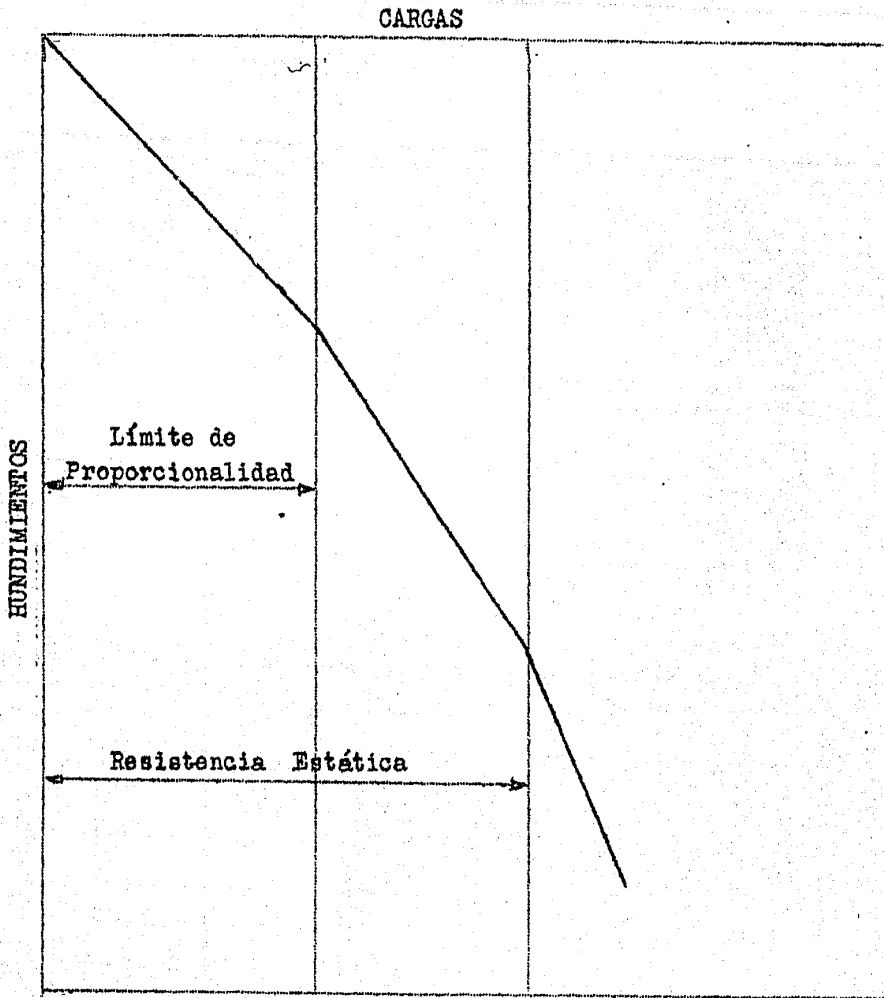 CARGAS
Límite de
Proporcionalidad
HUNDIMIENTOS
Resistencia Estática